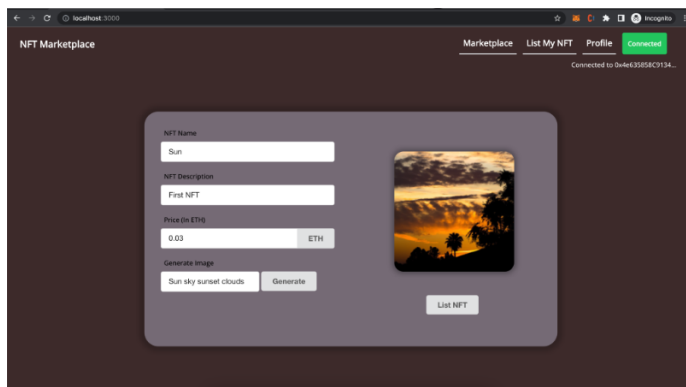 localhost:3000
Incognito
NFT Marketplace
Marketplace List My NFT Profile Connected
Connected to 0x4e635858C9134...
NFT Name
Sun
NFT Description
First NFT
Price (In ETH)
0.03 ETH
Generate Image
Sun sky sunset clouds Generate
List NFT